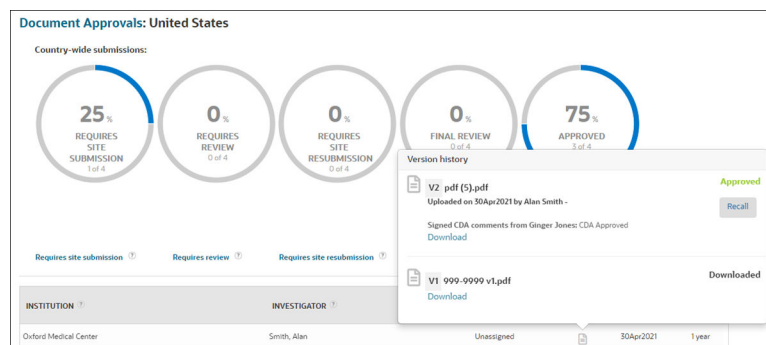 Document Approvals: United States
Country-wide submissions:
25 %
REQUIRES
SITE
SUBMISSION
1 of 4
0 %
REQUIRES
REVIEW
0 of 4
0 %
REQUIRES
SITE
RESUBMISSION
0 of 4
0 %
FINAL REVIEW
0 of 4
75 %
APPROVED
3 of 4
Version history
V2 pdf (5).pdf
Approved
Uploaded on 30Apr2021 by Alan Smith -
Recall
Signed CDA comments from Ginger Jones: CDA Approved
Download
V1 999-9999 v1.pdf
Downloaded
Download
Requires site submission ?
Requires review ?
Requires site resubmission ?
INSTITUTION ?
INVESTIGATOR ?
Oxford Medical Center
Smith, Alan
Unassigned
30Apr2021
1 year